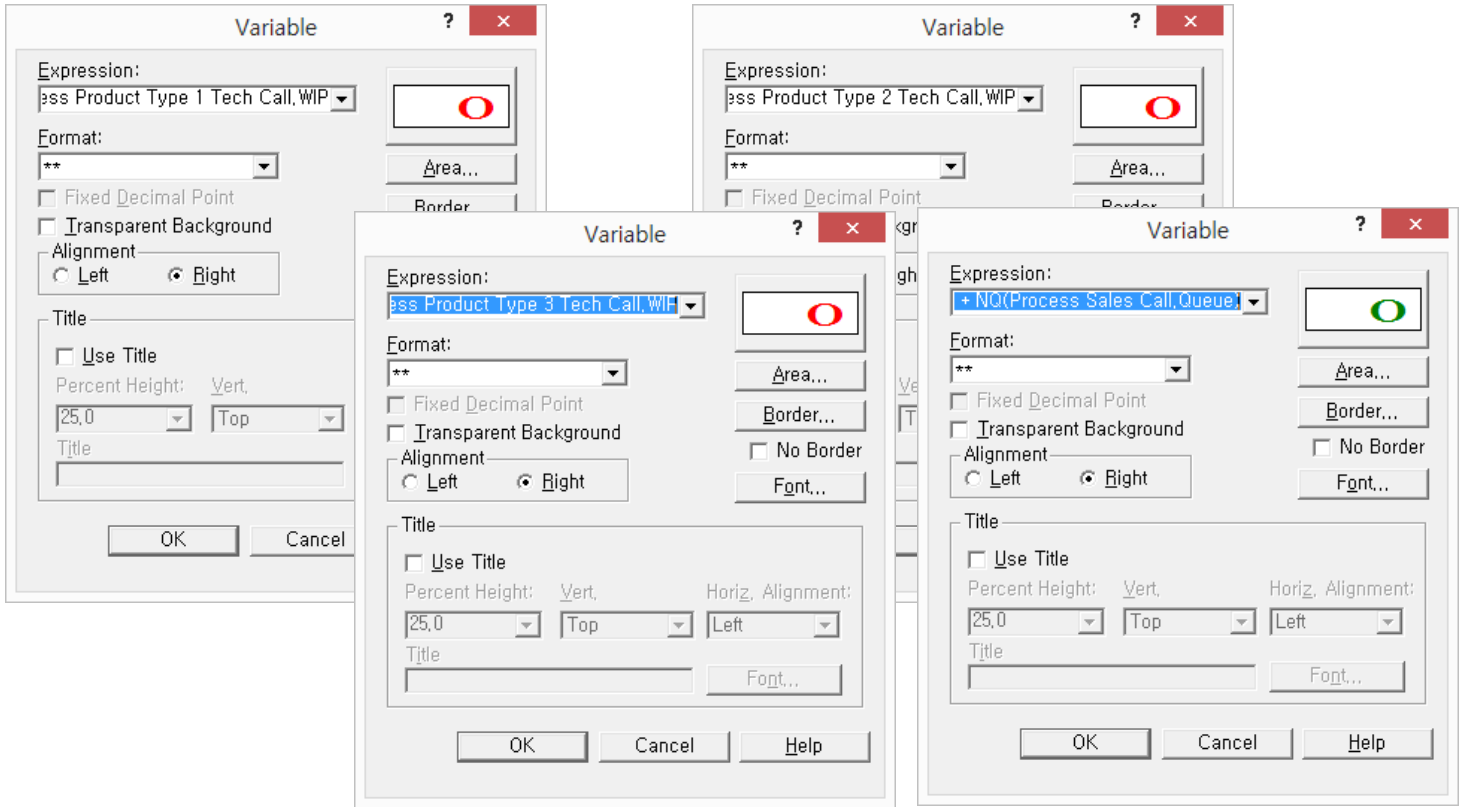 Variable
?
×
Expression:
ess Product Type 1 Tech Call,WIP
Format:
**
Area...
Fixed Decimal Point
Border...
Transparent Background
Alignment
Left
Right
Title
Use Title
Percent Height:
Vert.
25.0
Top
Title
OK
Cancel
Variable
?
×
Expression:
ess Product Type 2 Tech Call,WIP
Format:
**
Area...
Fixed Decimal Point
Border...
Variable
?
×
Expression:
ess Product Type 3 Tech Call,WIP
Format:
**
Area...
Fixed Decimal Point
Border...
Transparent Background
No Border
Alignment
Left
Right
Font...
Title
Use Title
Percent Height:
Vert.
Horiz. Alignment:
25.0
Top
Left
Title
Font...
OK
Cancel
Help
Variable
?
×
Expression:
+ NQ(Process Sales Call.Queue)
Format:
**
Area...
Fixed Decimal Point
Border...
Transparent Background
No Border
Alignment
Left
Right
Font...
Title
Use Title
Percent Height:
Vert.
Horiz. Alignment:
25.0
Top
Left
Title
Font...
OK
Cancel
Help